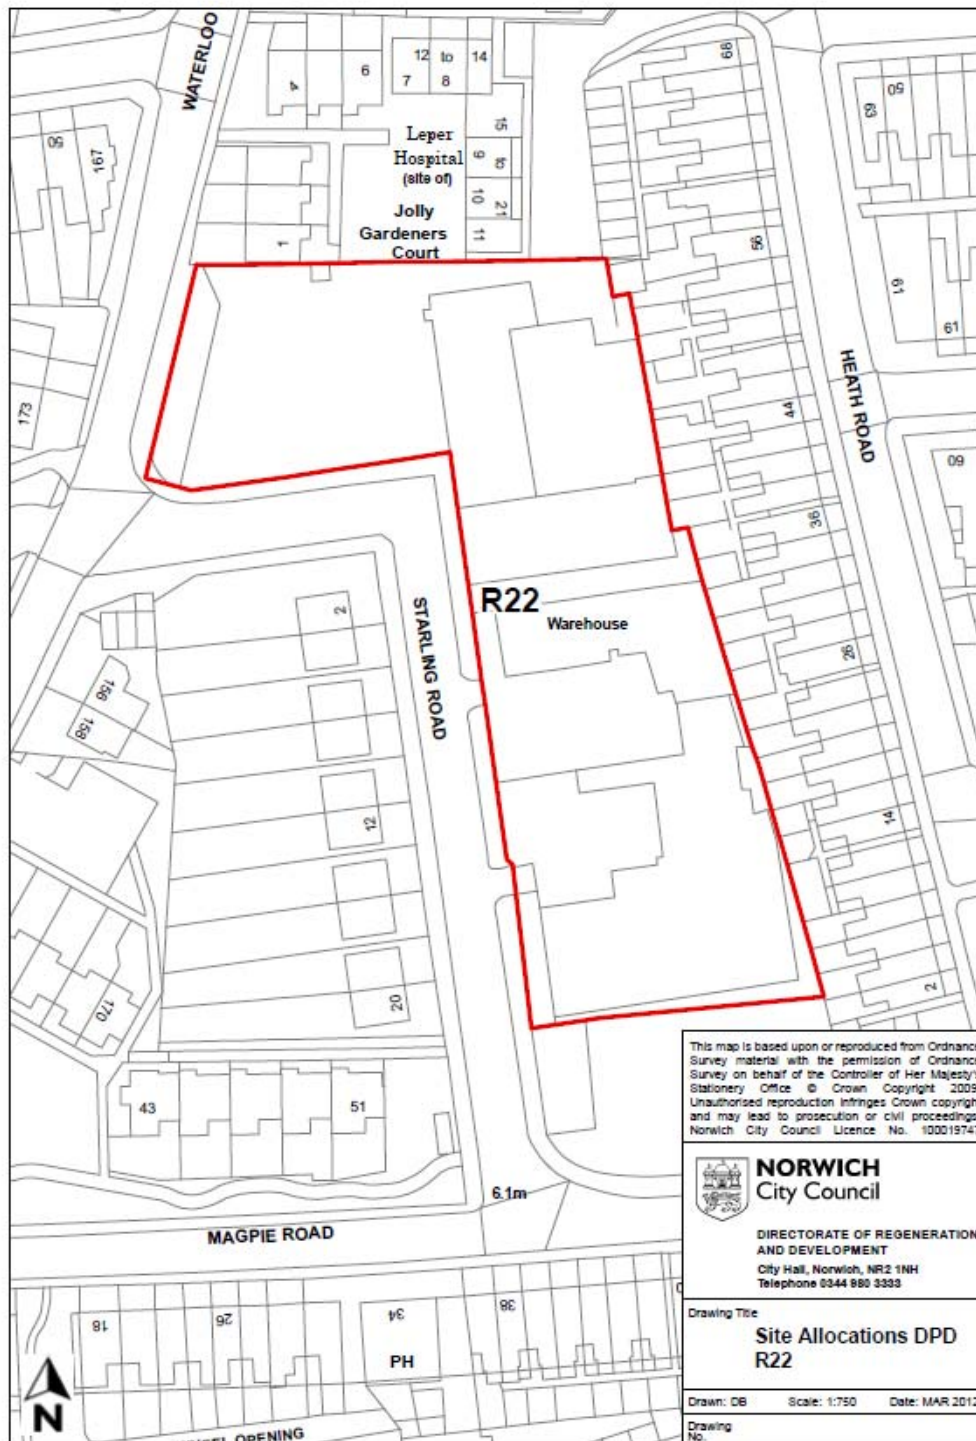 WATERLOO
12 to 14
7 8
4
6
Leper
Hospital
(site of)
15
9 to
10 21
11
Jolly
Gardeners
Court
1
50
167
173
68
56
44
36
26
14
2
50
63
61
61
60
HEATH ROAD
R22
Warehouse
STARLING ROAD
2
12
20
156
158
170
43
51
6.1m
MAGPIE ROAD
18
26
34
38
PH
OPENING
N
This map is based upon or reproduced from Ordnance
Survey material with the permission of Ordnance
Survey on behalf of the Controller of Her Majesty's
Stationery Office © Crown Copyright 2009
Unauthorised reproduction infringes Crown copyright
and may lead to prosecution or civil proceedings
Norwich City Council Licence No. 100019747
NORWICH
City Council
DIRECTORATE OF REGENERATION
AND DEVELOPMENT
City Hall, Norwich, NR2 1NH
Telephone 0344 980 3333
Drawing Title
Site Allocations DPD
R22
Drawn: DB Scale: 1:750 Date: MAR 2012
Drawing
No.